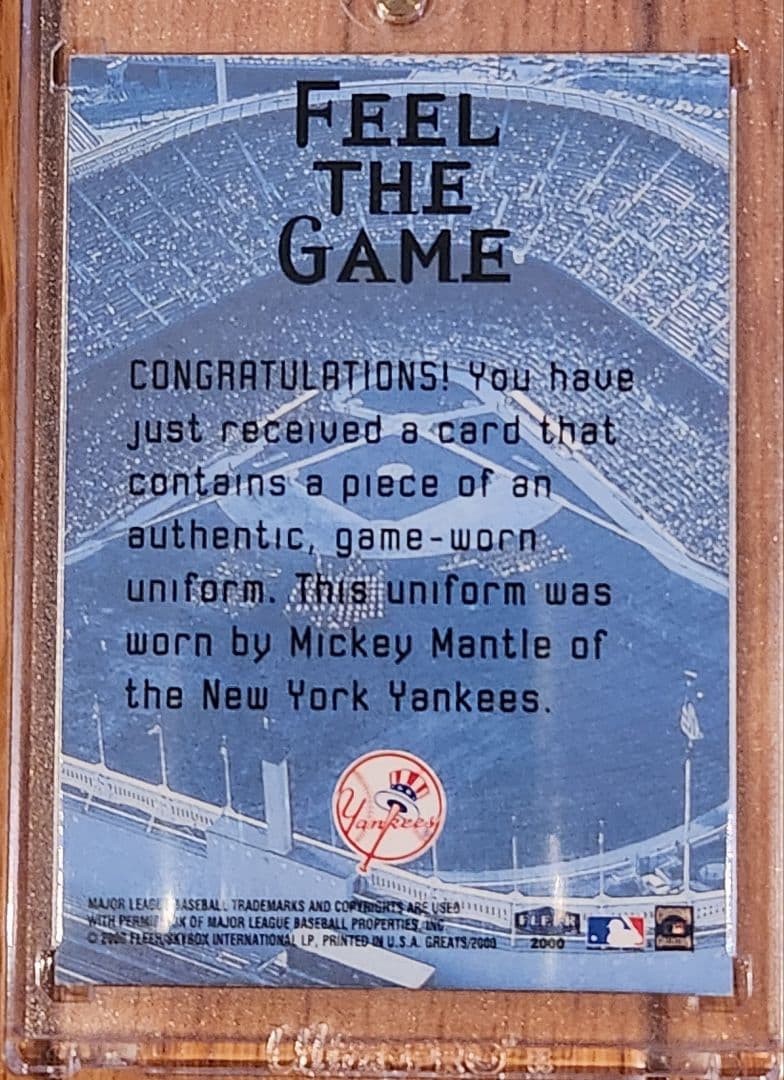 FEEL
THE
GAME
CONGRATULATIONS! You have
just received a card that
contains a piece of an
authentic, game-worn
uniform. This uniform was
worn by Mickey Mantle of
the New York Yankees.
Yankees
MAJOR LEAGUE BASEBALL TRADEMARKS AND COPYRIGHTS ARE USED
WITH PERMISSION OF MAJOR LEAGUE BASEBALL PROPERTIES, INC
© FLEER/SKYBOX INTERNATIONAL LP, PRINTED IN U.S.A. GREATS/2000
FLEER
2000